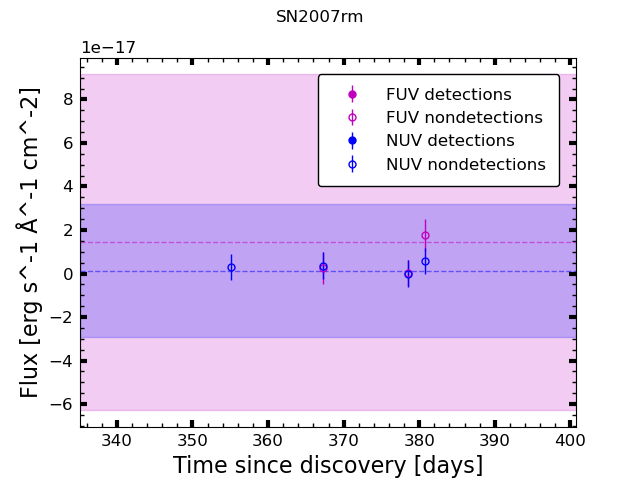 SN2007rm
1e−17
FUV detections
FUV nondetections
NUV detections
NUV nondetections
8
6
4
2
0
−2
−4
−6
Flux [erg s^-1 Å^-1 cm^-2]
340 350 360 370 380 390 400
Time since discovery [days]